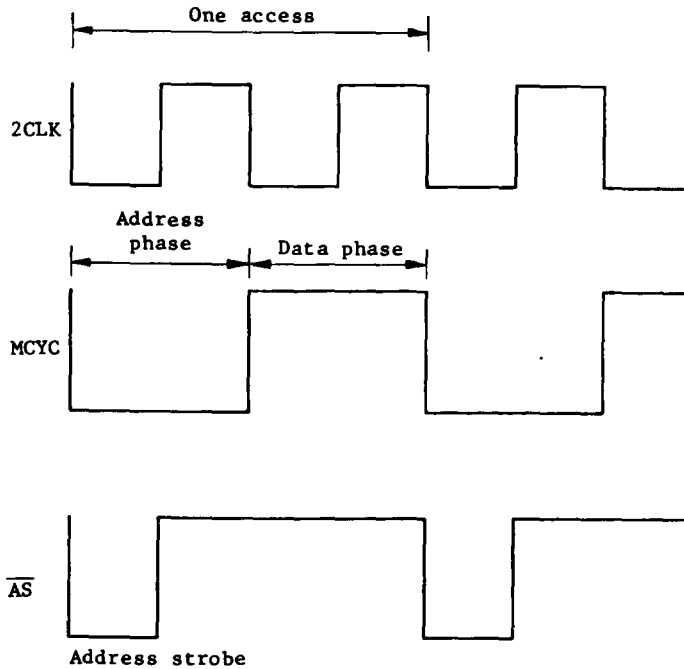 One access
2CLK
Address
phase
Data phase
MCYC
AS
Address strobe